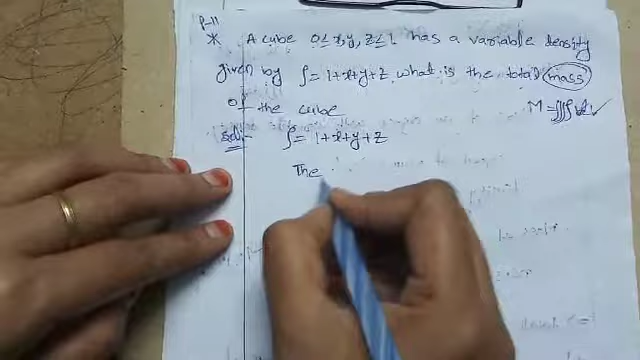 P-11
* A cube 0≤x,y,z≤1 has a variable density
given by ρ=1+x+y+z what is the total mass
of the cube
M=∭ρdv ✓
Sol:- ρ= 1+x+y+z
The